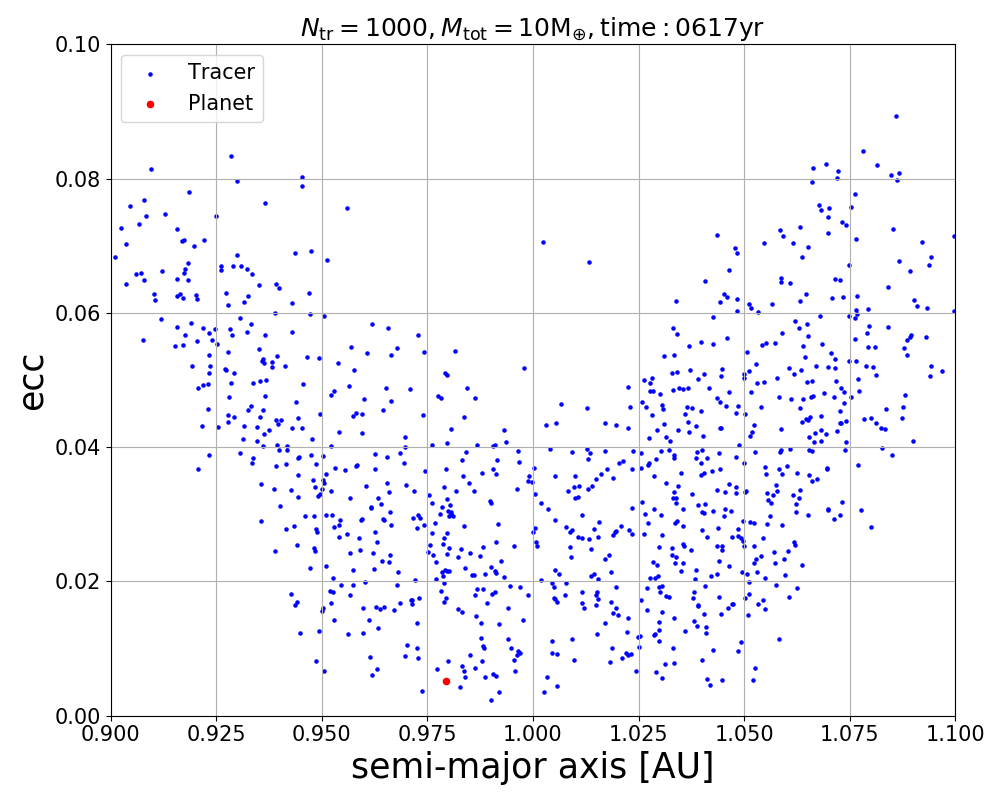 N_tr = 1000, M_tot = 10M_⊕, time : 0617yr
Tracer
Planet
0.10
0.08
0.06
0.04
0.02
0.00
ecc
0.900 0.925 0.950 0.975 1.000 1.025 1.050 1.075 1.100
semi-major axis [AU]